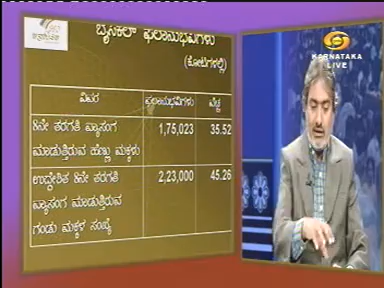 ಬೈಸಿಕಲ್ ಫಲಾನುಭವಿಗಳು
(ಕೋಟಿಗಳಲ್ಲಿ)
ವಿವರ ಫಲಾನುಭವಿಗಳು ವೆಚ್ಚ
8ನೇ ತರಗತಿ ವ್ಯಾಸಂಗ 1,75,023 35.52
ಮಾಡುತ್ತಿರುವ ಹೆಣ್ಣು ಮಕ್ಕಳು
ಉದ್ದೇಶಿತ 8ನೇ ತರಗತಿ 2,23,000 45.26
ವ್ಯಾಸಂಗ ಮಾಡುತ್ತಿರುವ
ಗಂಡು ಮಕ್ಕಳ ಸಂಖ್ಯೆ
KARNATAKA
LIVE